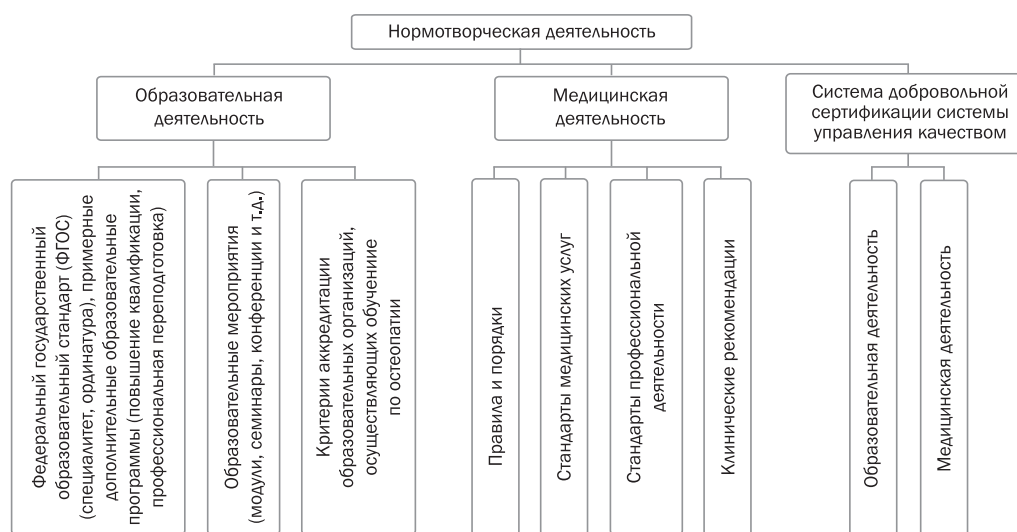 Нормотворческая деятельность
Образовательная
деятельность
Медицинская
деятельность
Система добровольной
сертификации системы
управления качеством
Федеральный государственный
образовательный стандарт (ФГОС)
(специалитет, ординатура), примерные
дополнительные образовательные
программы (повышение квалификации,
профессиональная переподготовка)
Образовательные мероприятия
(модули, семинары, конференции и т.д.)
Критерии аккредитации
образовательных организаций,
осуществляющих обучениие
по остеопатии
Правила и порядки
Стандарты медицинских услуг
Стандарты профессиональной
деятельности
Клинические рекомендации
Образовательная деятельность
Медицинская деятельность